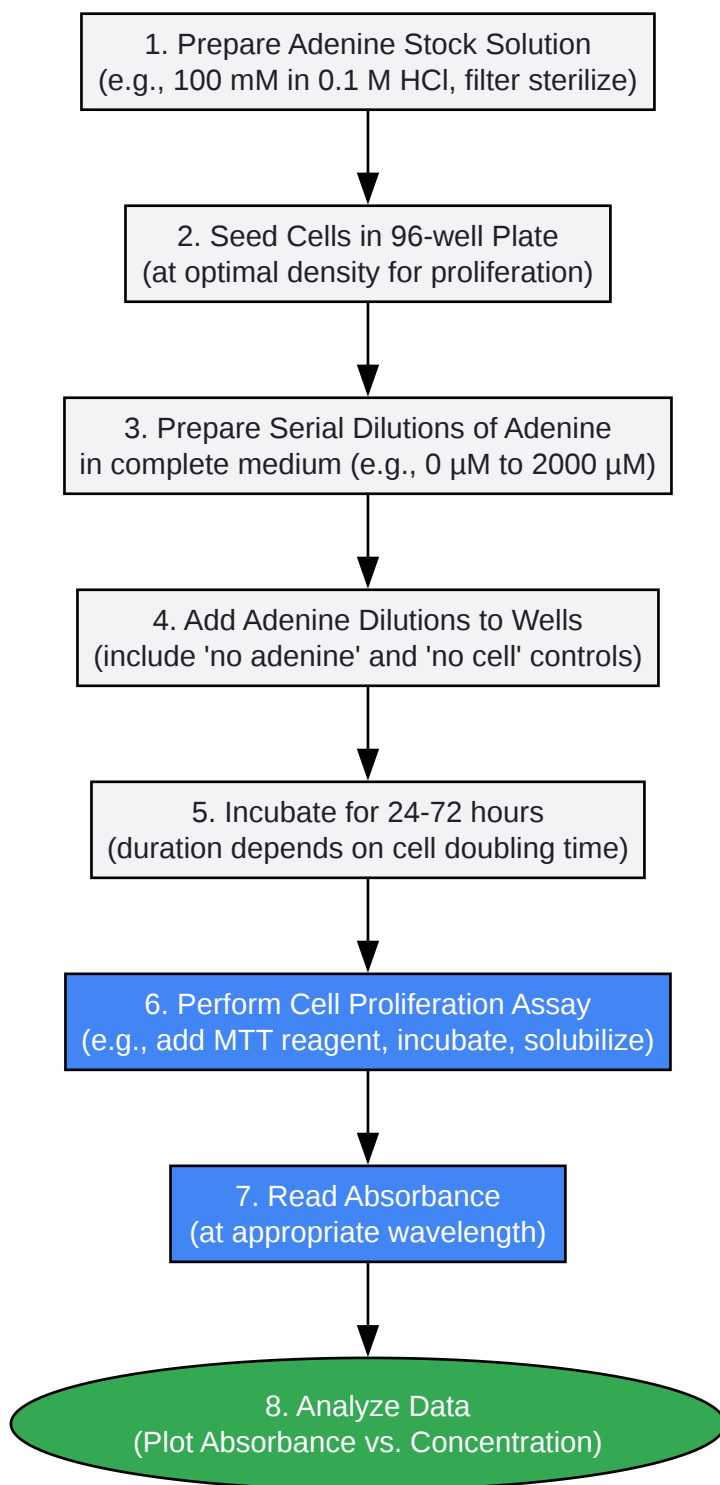 1. Prepare Adenine Stock Solution
(e.g., 100 mM in 0.1 M HCl, filter sterilize)
2. Seed Cells in 96-well Plate
(at optimal density for proliferation)
3. Prepare Serial Dilutions of Adenine
in complete medium (e.g., 0 µM to 2000 µM)
4. Add Adenine Dilutions to Wells
(include 'no adenine' and 'no cell' controls)
5. Incubate for 24-72 hours
(duration depends on cell doubling time)
6. Perform Cell Proliferation Assay
(e.g., add MTT reagent, incubate, solubilize)
7. Read Absorbance
(at appropriate wavelength)
8. Analyze Data
(Plot Absorbance vs. Concentration)